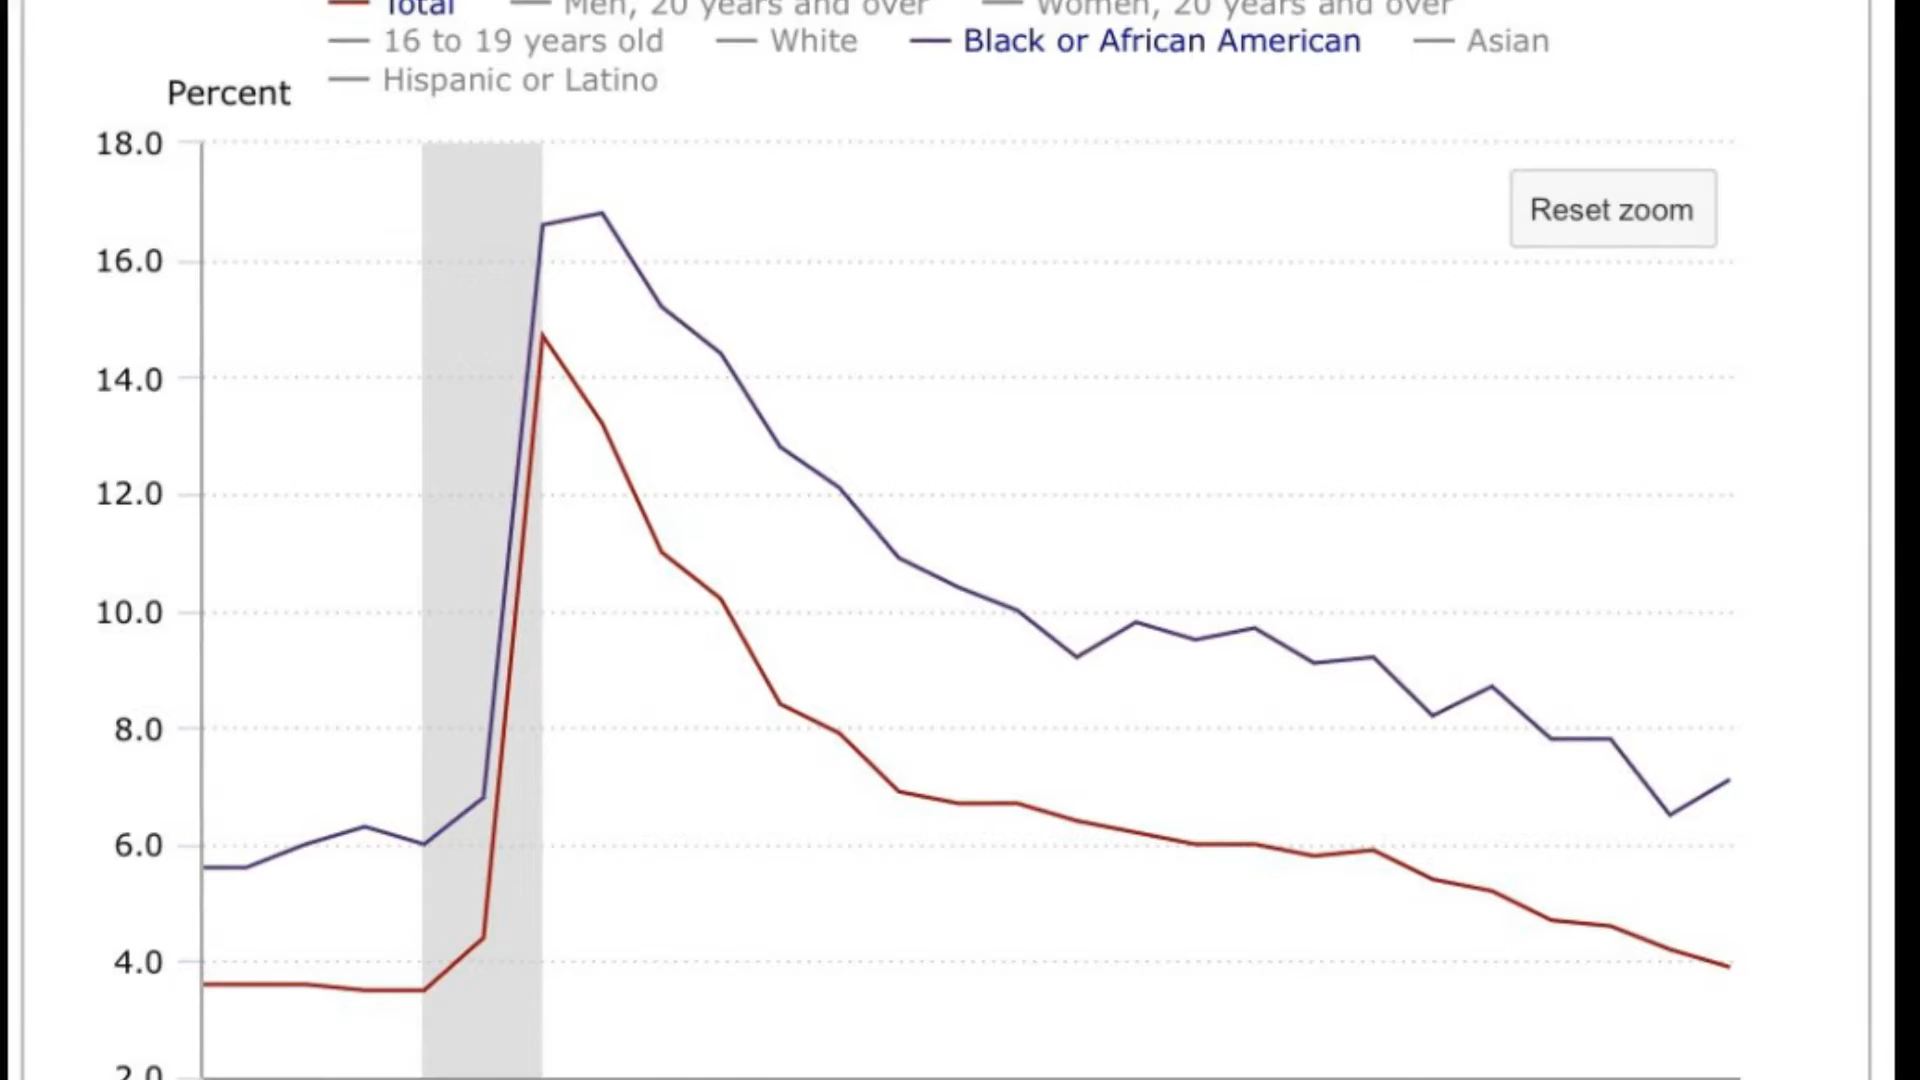 Total Men, 20 years and over Women, 20 years and over
16 to 19 years old White Black or African American Asian
Hispanic or Latino
Percent
18.0
Reset zoom
16.0
14.0
12.0
10.0
8.0
6.0
4.0
2.0